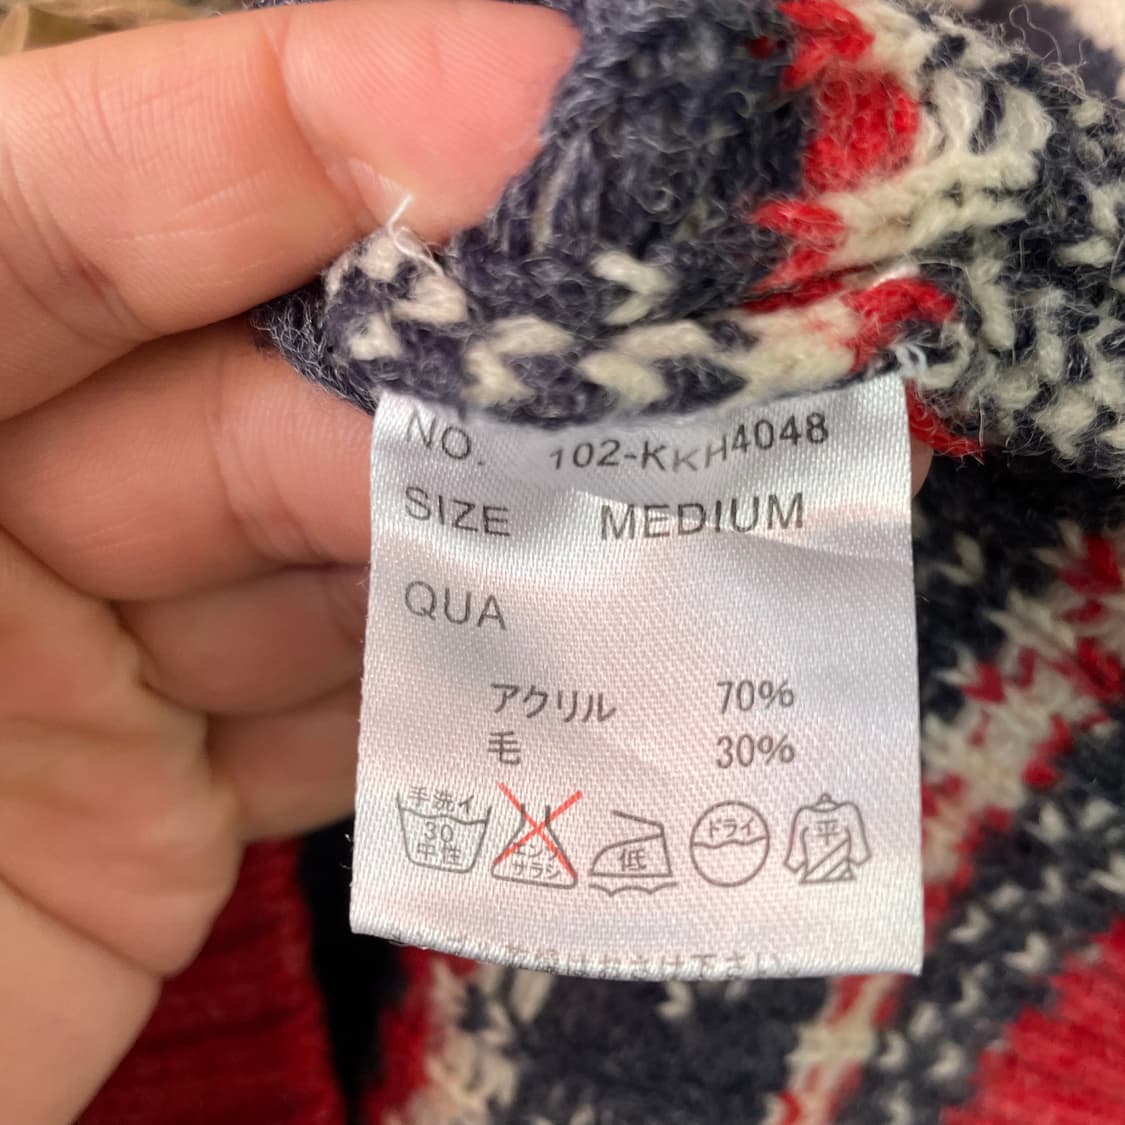 NO. 102-KKH4048
SIZE MEDIUM
QUA
アクリル 70%
毛 30%
手洗イ 30 中性
エンソ サラシ
低
ドライ
平